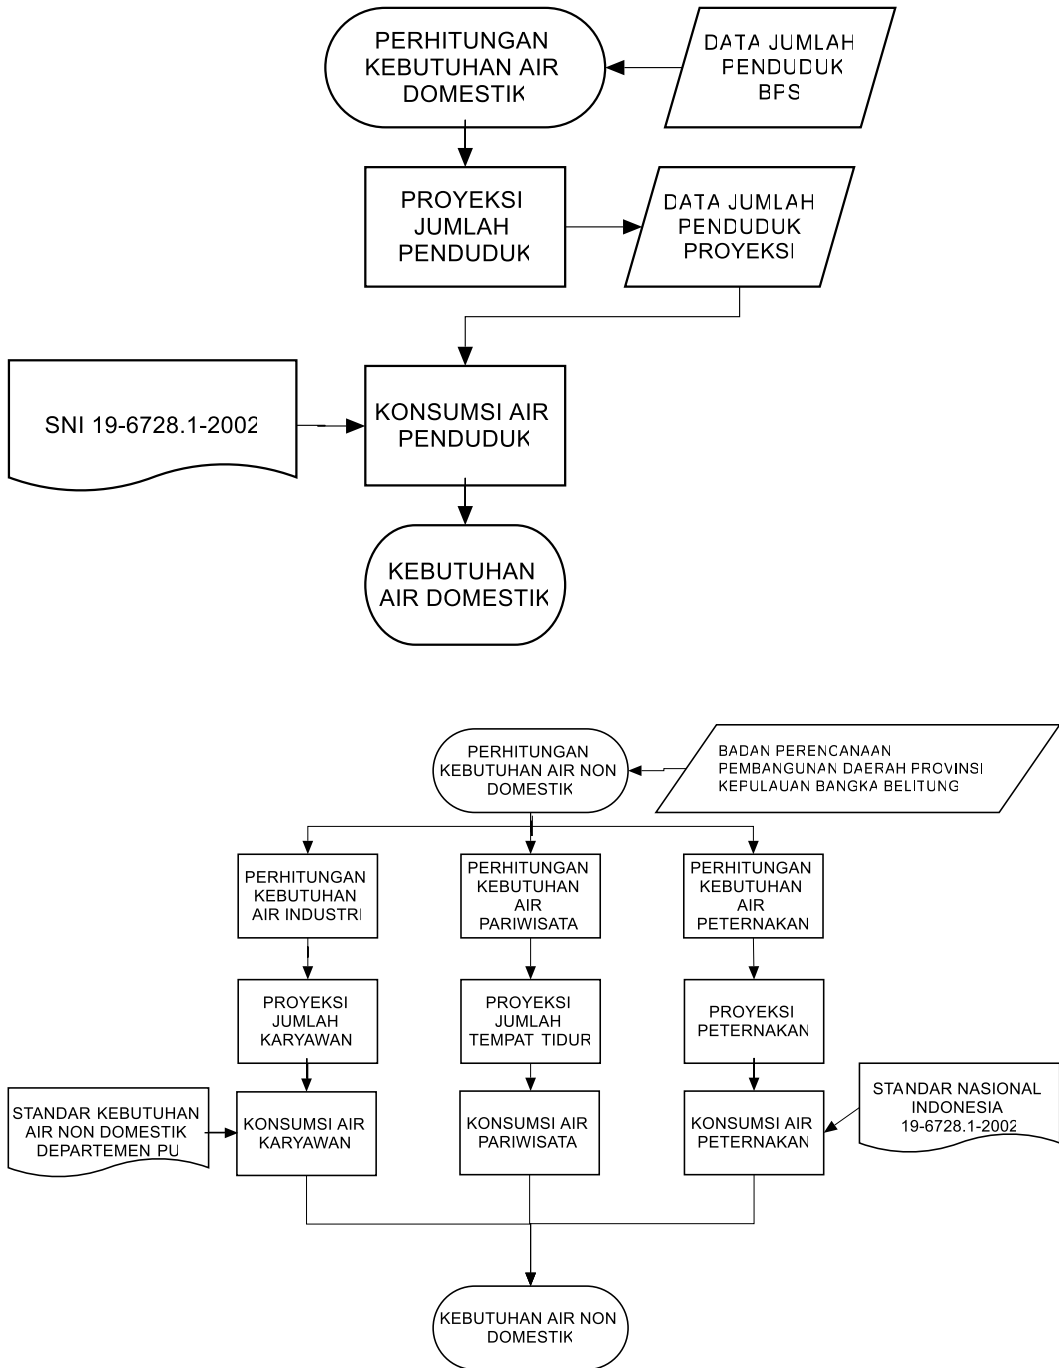 PERHITUNGAN
KEBUTUHAN AIR
DOMESTIK
DATA JUMLAH
PENDUDUK
BPS
PROYEKSI
JUMLAH
PENDUDUK
DATA JUMLAH
PENDUDUK
PROYEKSI
SNI 19-6728.1-2002
KONSUMSI AIR
PENDUDUK
KEBUTUHAN
AIR DOMESTIK
PERHITUNGAN
KEBUTUHAN AIR NON
DOMESTIK
BADAN PERENCANAAN
PEMBANGUNAN DAERAH PROVINSI
KEPULAUAN BANGKA BELITUNG
PERHITUNGAN
KEBUTUHAN
AIR INDUSTRI
PERHITUNGAN
KEBUTUHAN
AIR
PARIWISATA
PERHITUNGAN
KEBUTUHAN
AIR
PETERNAKAN
PROYEKSI
JUMLAH
KARYAWAN
PROYEKSI
JUMLAH
TEMPAT TIDUR
PROYEKSI
PETERNAKAN
STANDAR KEBUTUHAN
AIR NON DOMESTIK
DEPARTEMEN PU
KONSUMSI AIR
KARYAWAN
KONSUMSI AIR
PARIWISATA
KONSUMSI AIR
PETERNAKAN
STANDAR NASIONAL
INDONESIA
19-6728.1-2002
KEBUTUHAN AIR NON
DOMESTIK